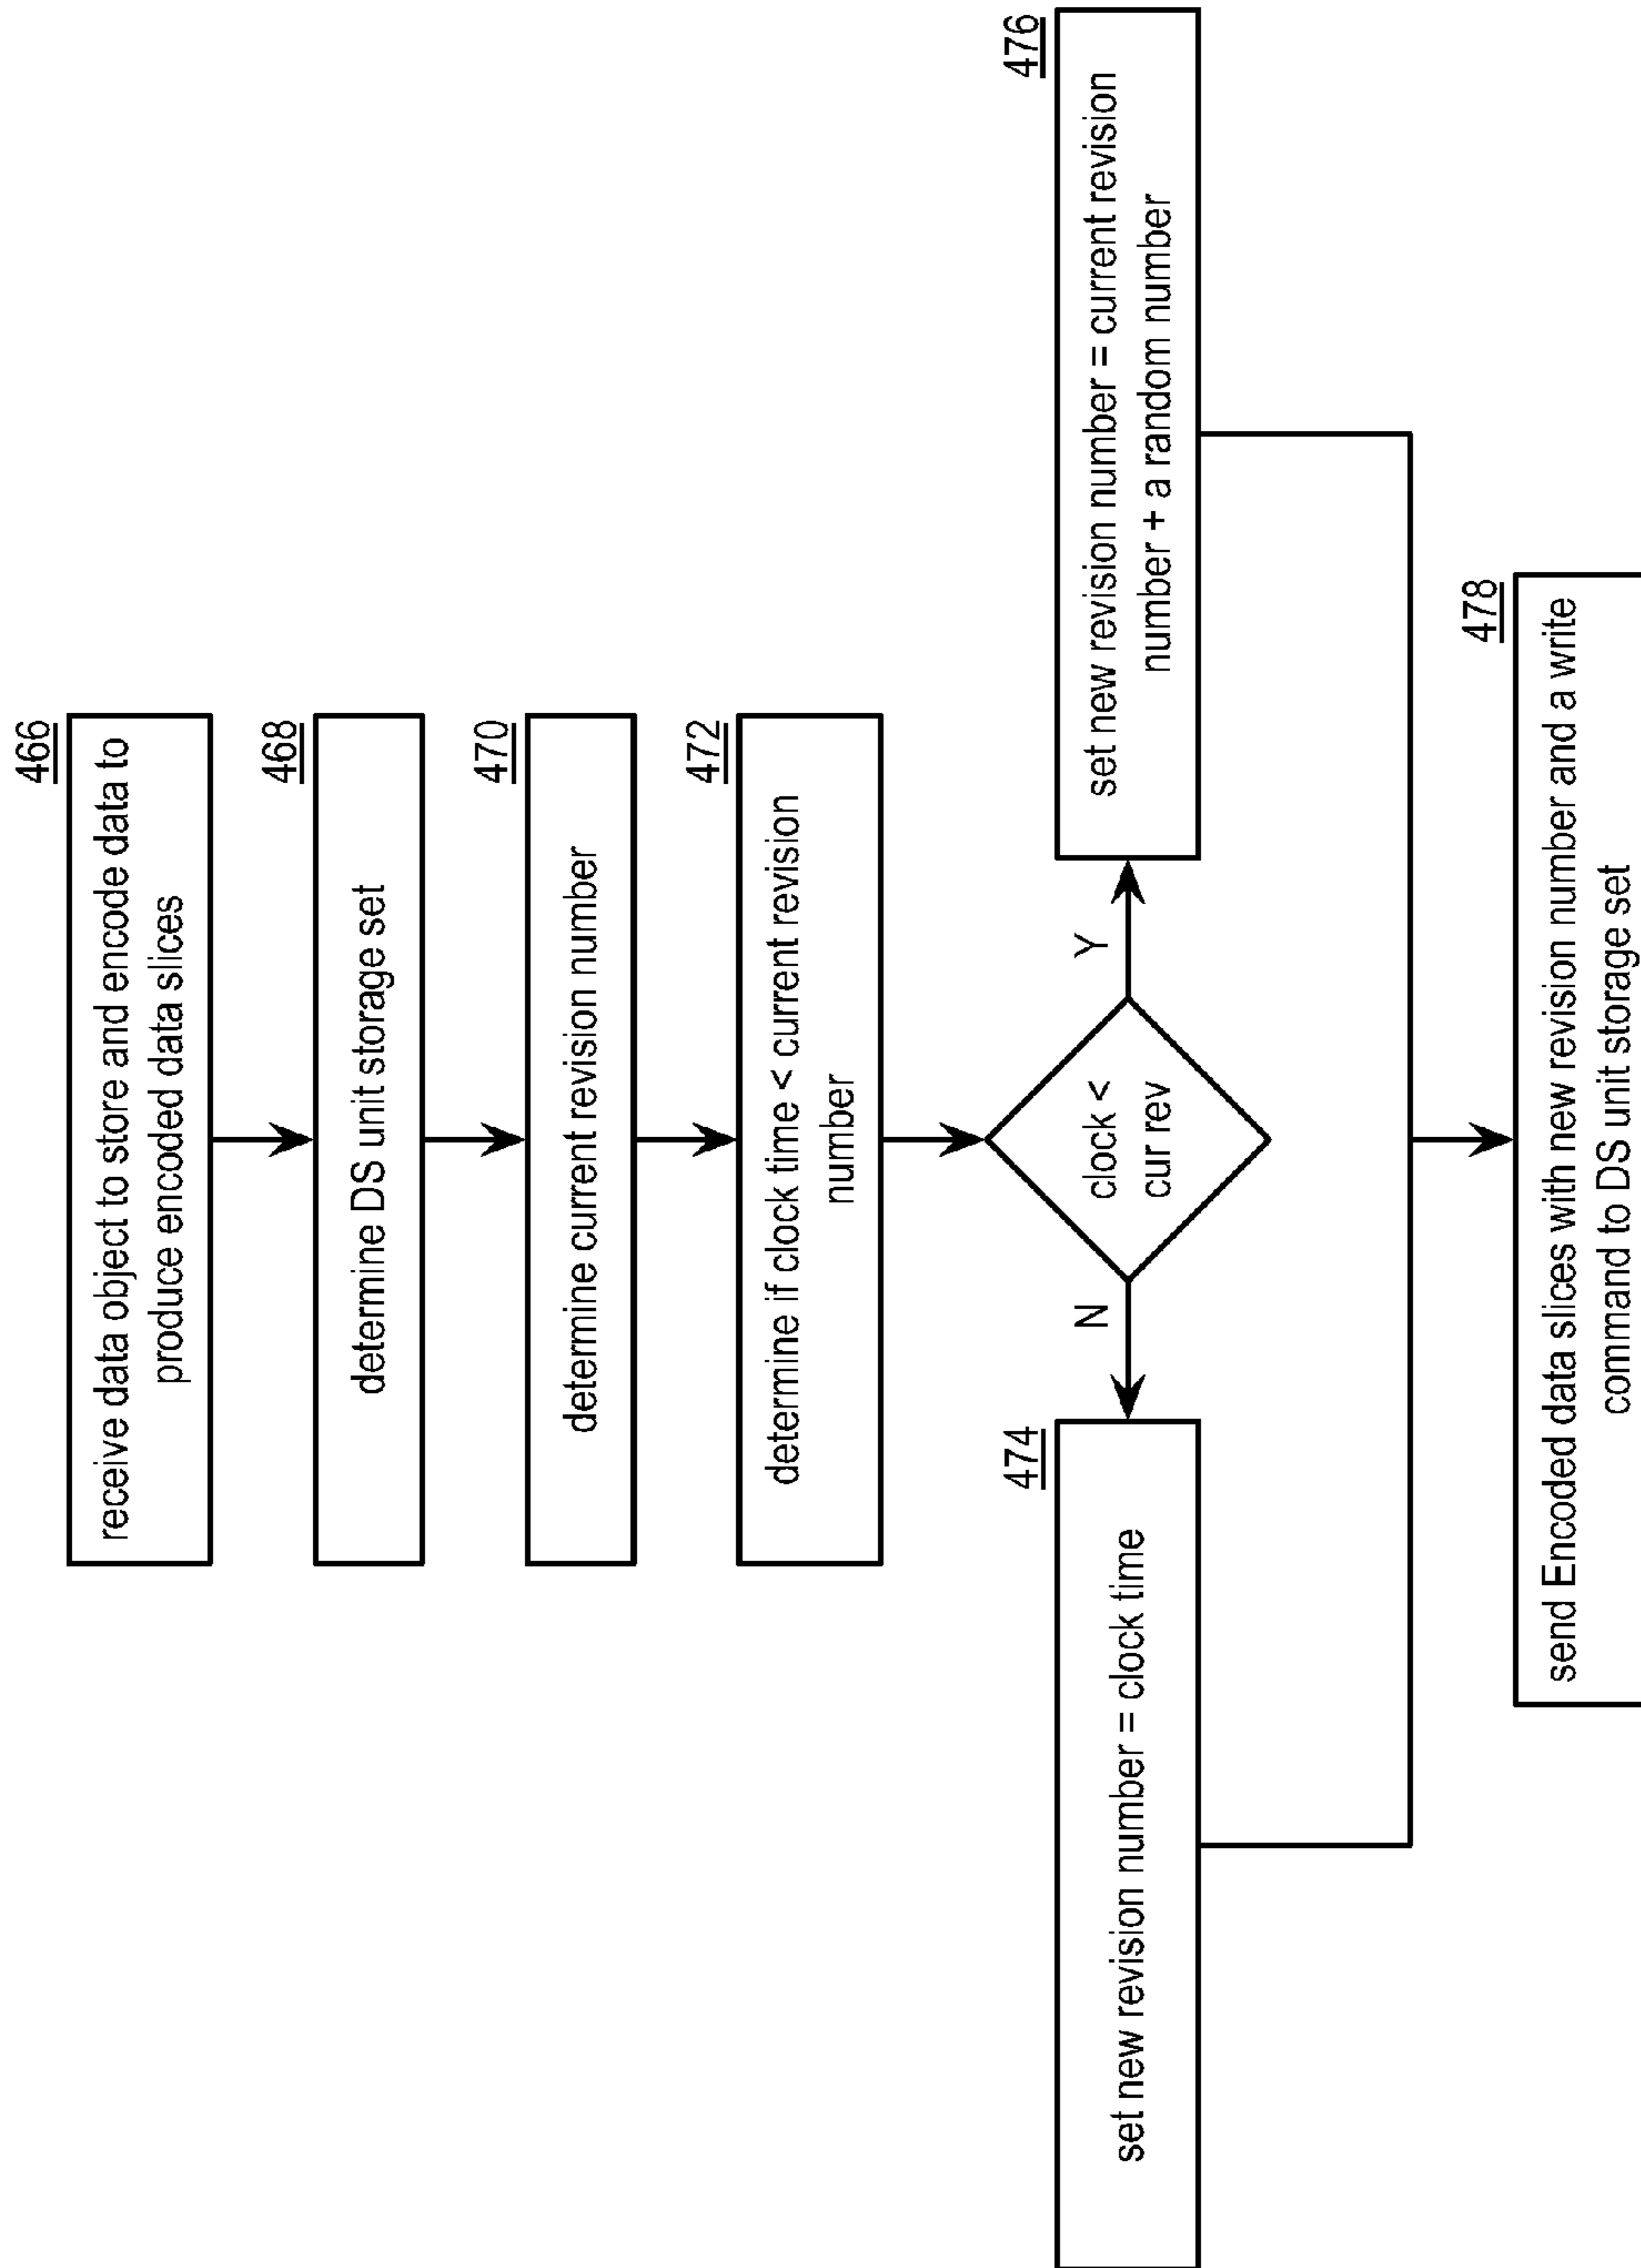 466
receive data object to store and encode data to
produce encoded data slices
468
determine DS unit storage set
470
determine current revision number
472
determine if clock time < current revision
number
clock <
cur rev
N
Y
474
set new revision number = clock time
476
set new revision number = current revision
number + a random number
478
send Encoded data slices with new revision number and a write
command to DS unit storage set